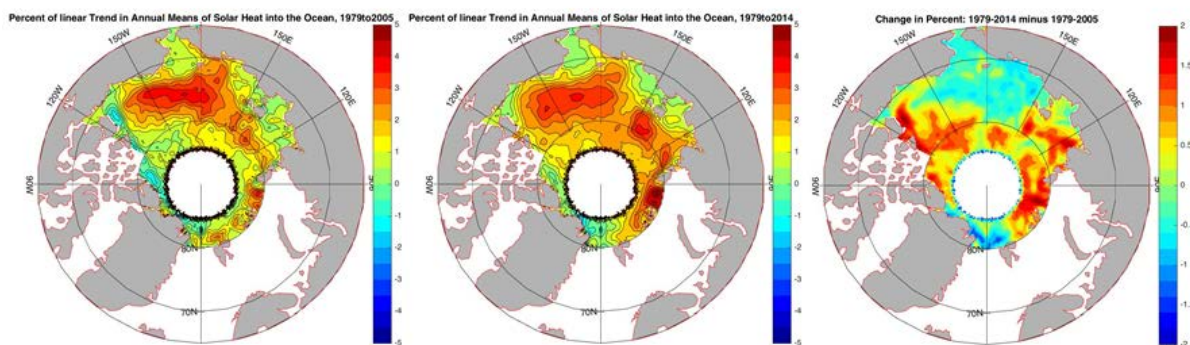 Percent of linear Trend in Annual Means of Solar Heat into the Ocean, 1979to2005
150W
150E
120W
120E
90W
90E
80N
70N
5
4
3
2
1
0
-1
-2
-3
-4
-5
Percent of linear Trend in Annual Means of Solar Heat into the Ocean, 1979to2014
150W
150E
120W
120E
90W
90E
80N
70N
5
4
3
2
1
0
-1
-2
-3
-4
-5
Change in Percent: 1979-2014 minus 1979-2005
150W
150E
120W
120E
90W
90E
80N
70N
2
1.
1
0.5
0
-0.
-1
-1.
-2